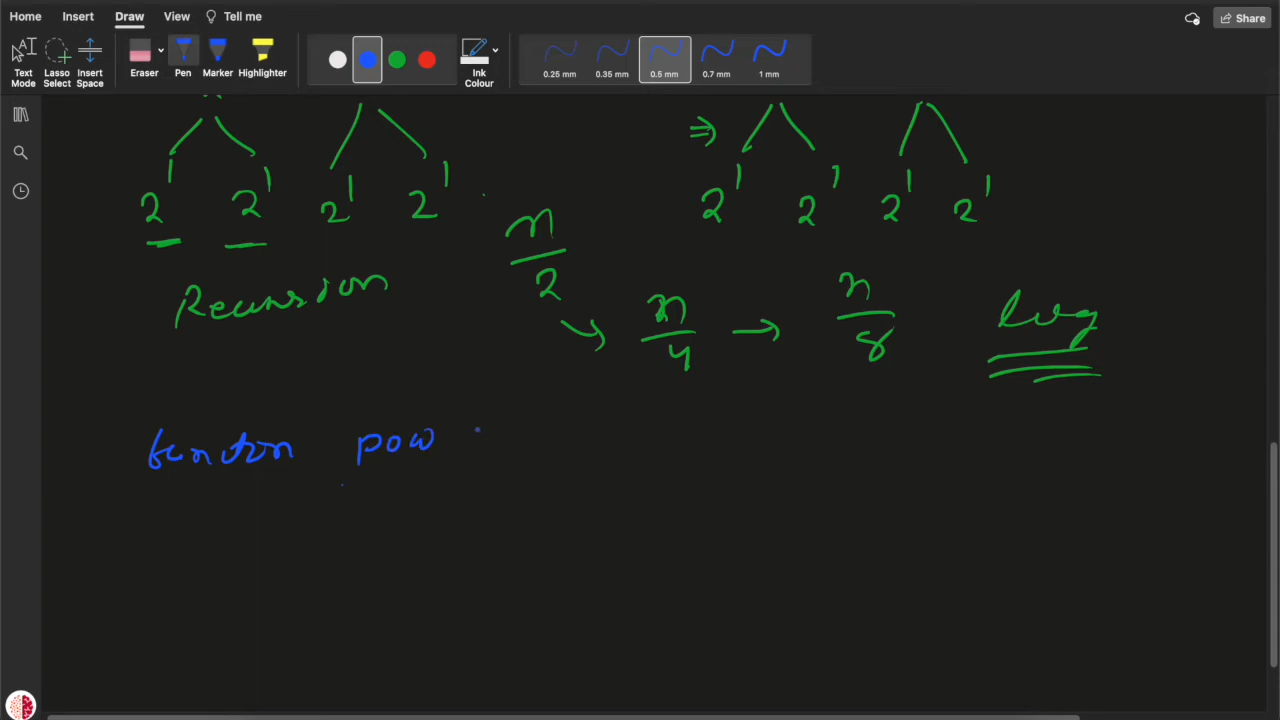 Home Insert Draw View Tell me Share
Text Mode Lasso Select Insert Space Eraser Pen Marker Highlighter Ink Colour 0.25 mm 0.35 mm 0.5 mm 0.7 mm 1 mm
⇒
2¹ 2¹ 2¹ 2¹ 2¹ 2¹ 2¹ 2¹
Recursion n/2 → n/4 → n/8 log
function pow